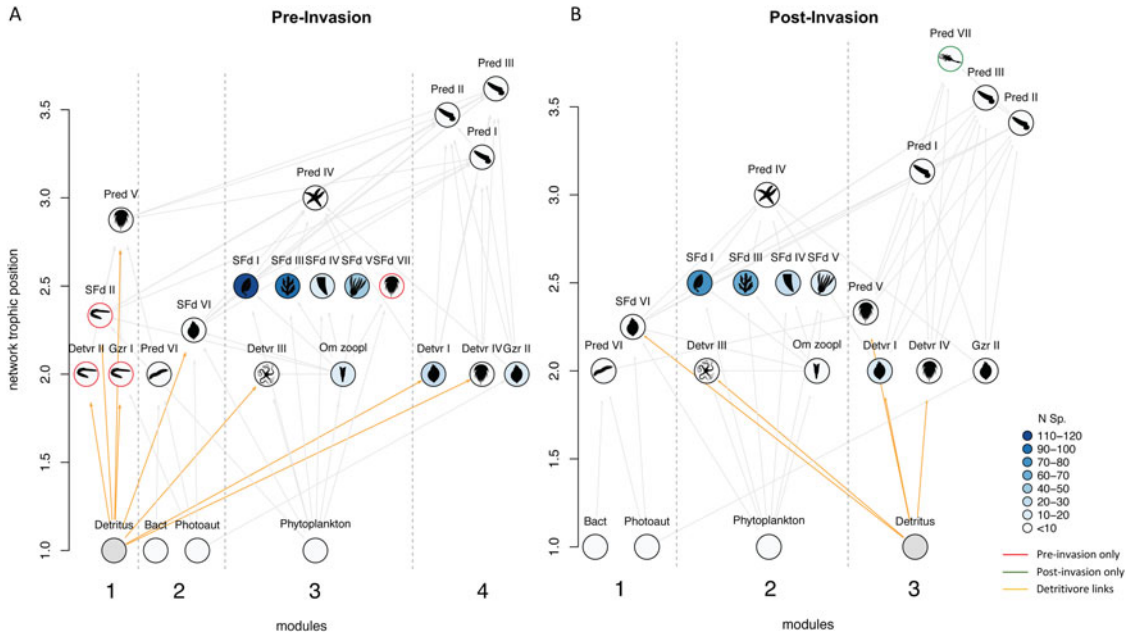 A
Pre-Invasion
network trophic position
3.5
3.0
2.5
2.0
1.5
1.0
Pred III
Pred II
Pred I
Pred IV
Pred V
SFd I
SFd III
SFd IV
SFd V
SFd VII
SFd II
SFd VI
Detvr II
Gzr I
Pred VI
Detvr III
Om zoopl
Detvr I
Detvr IV
Gzr II
Detritus
Bact
Photoaut
Phytoplankton
1
2
3
4
modules
B
Post-Invasion
3.5
3.0
2.5
2.0
1.5
1.0
Pred VII
Pred III
Pred II
Pred I
Pred IV
SFd I
SFd III
SFd IV
SFd V
Pred V
SFd VI
Pred VI
Detvr III
Om zoopl
Detvr I
Detvr IV
Gzr II
Bact
Photoaut
Phytoplankton
Detritus
1
2
3
modules
N Sp.
110–120
90–100
70–80
60–70
40–50
20–30
10–20
<10
Pre-invasion only
Post-invasion only
Detritivore links